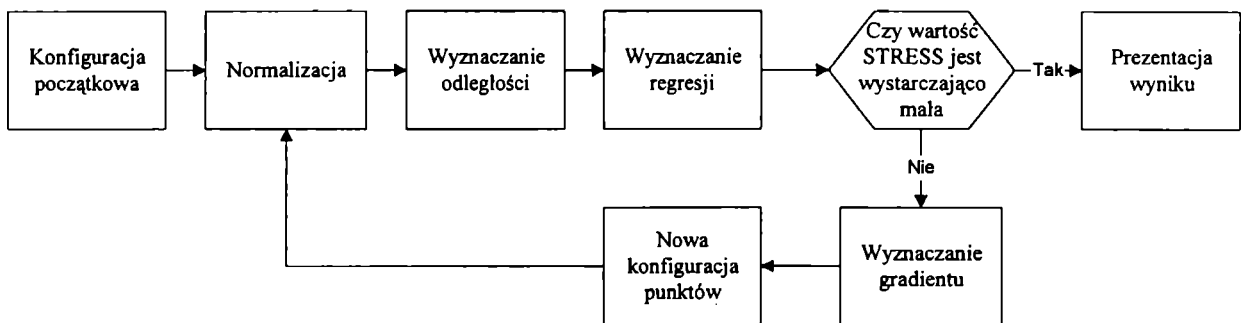 Konfiguracja
początkowa
Normalizacja
Wyznaczanie
odległości
Wyznaczanie
regresji
Czy wartość
STRESS jest
wystarczająco
mała
Tak
Prezentacja
wyniku
Nie
Wyznaczanie
gradientu
Nowa
konfiguracja
punktów